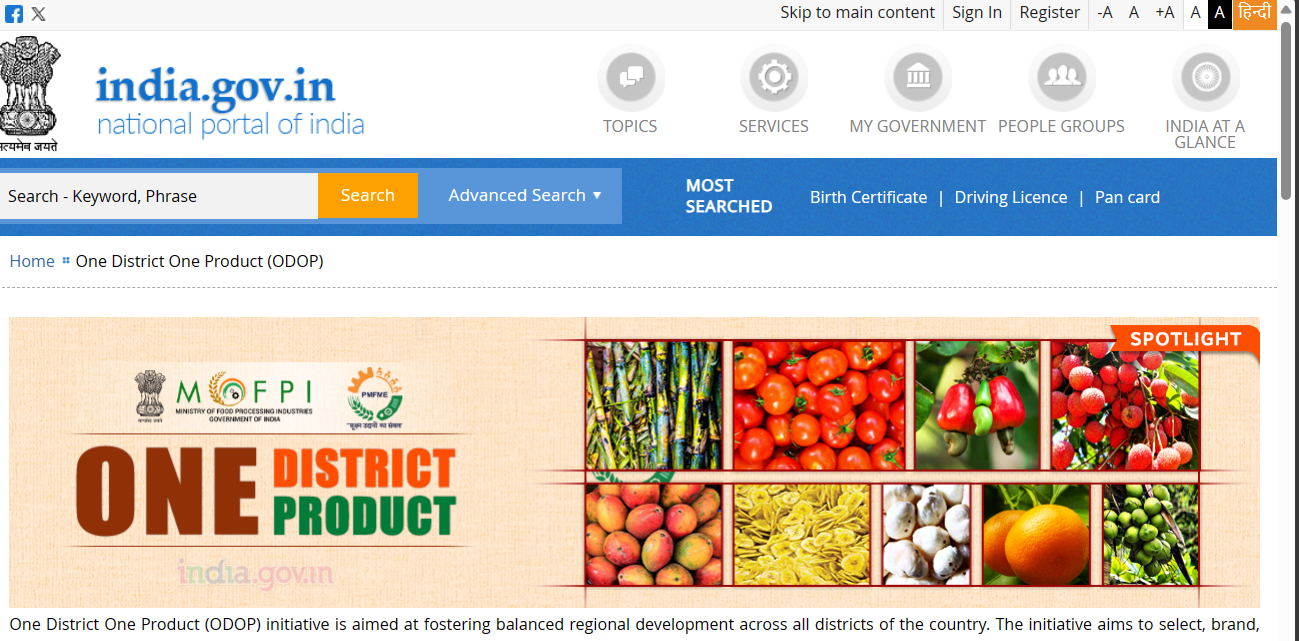 Skip to main content Sign In Register -A A +A A A हिन्दी
india.gov.in
national portal of india
सत्यमेव जयते
TOPICS SERVICES MY GOVERNMENT PEOPLE GROUPS INDIA AT A
GLANCE
Search - Keyword, Phrase Search Advanced Search ▼
MOST
SEARCHED
Birth Certificate | Driving Licence | Pan card
Home One District One Product (ODOP)
SPOTLIGHT
MOFPI
MINISTRY OF FOOD PROCESSING INDUSTRIES
GOVERNMENT OF INDIA
PMFME
ONE DISTRICT
PRODUCT
india.gov.in
One District One Product (ODOP) initiative is aimed at fostering balanced regional development across all districts of the country. The initiative aims to select, brand,